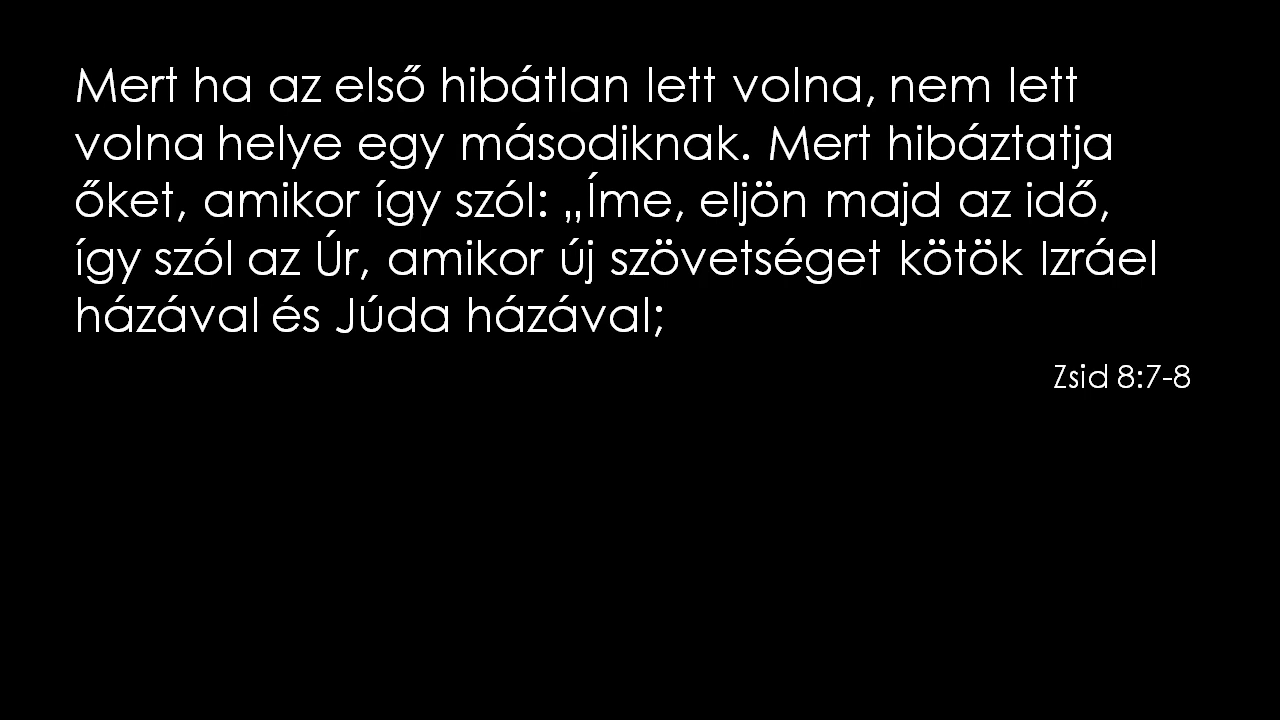 Mert ha az első hibátlan lett volna, nem lett
volna helye egy másodiknak. Mert hibáztatja
őket, amikor így szól: „Íme, eljön majd az idő,
így szól az Úr, amikor új szövetséget kötök Izráel
házával és Júda házával;
Zsid 8:7-8